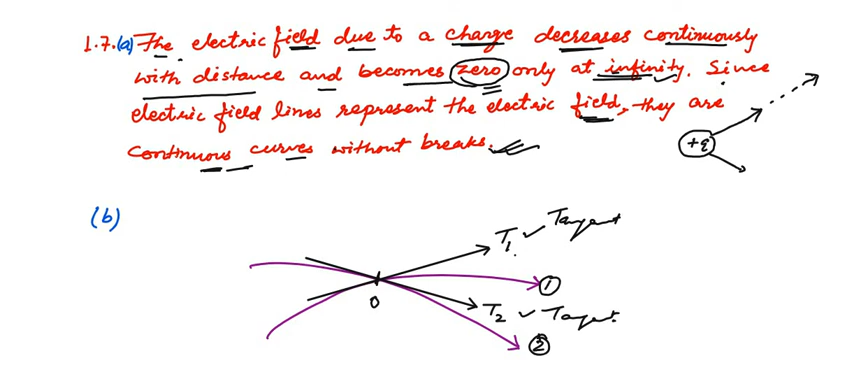 1.7.(a) The electric field due to a charge decreases continuously
with distance and becomes zero only at infinity. Since
electric field lines represent the electric field, they are
continuous curves without breaks.
+q
(b)
T1 ✓ Tangent
1
0
T2 ✓ Tangent.
2